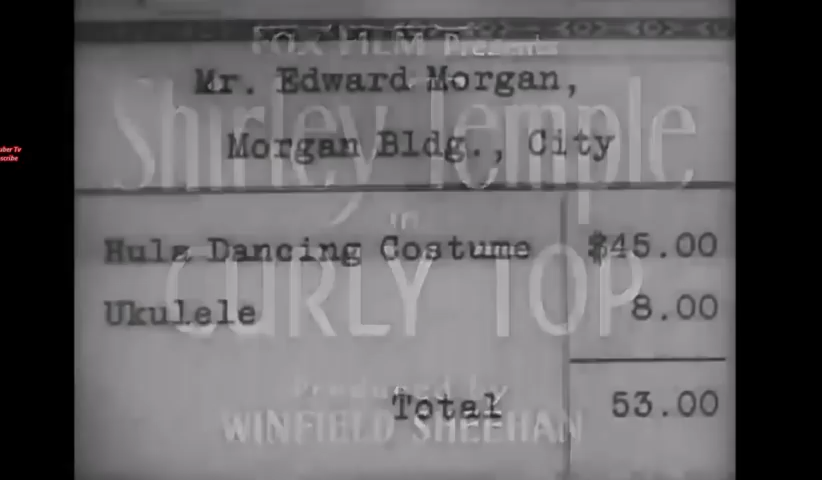 FOX FILM Presents
Mr. Edward Morgan,
Shirley Temple
Morgan Bldg., City
in
Hula Dancing Costume $45.00
CURLY TOP
Ukulele 8.00
Produced by
Total 53.00
WINFIELD SHEEHAN